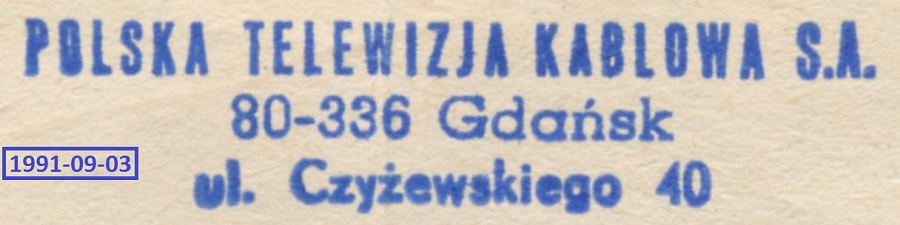 POLSKA TELEWIZJA KABLOWA S.A.
80-336 Gdańsk
1991-09-03
ul. Czyżewskiego 40